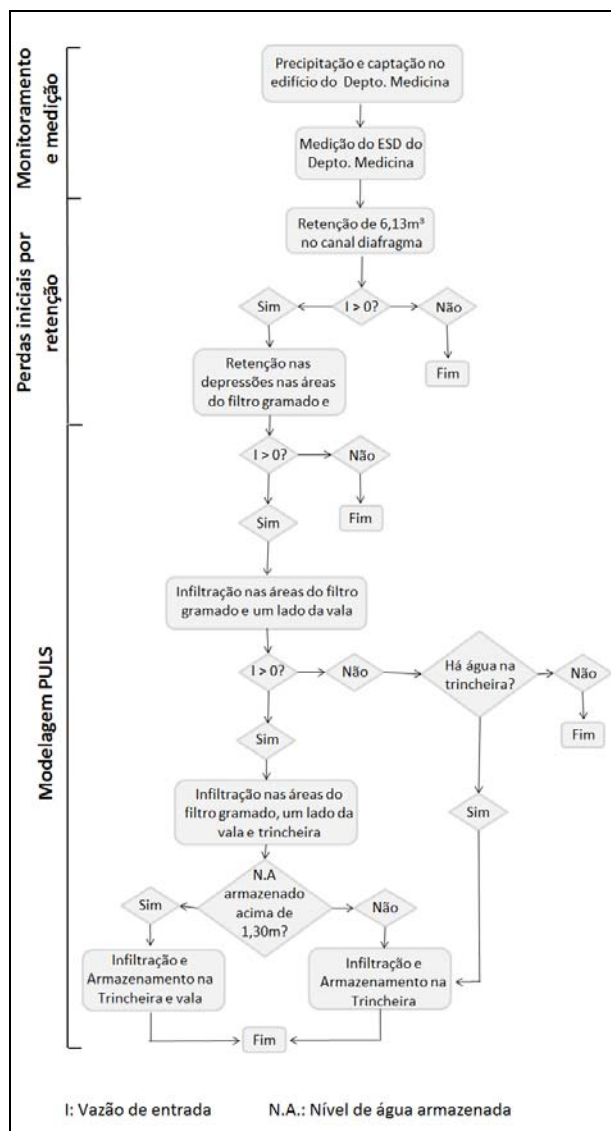 Monitoramento
e medição
Precipitação e captação no
edifício do Depto. Medicina
Medição do ESD do
Depto. Medicina
Perdas iniciais por
retenção
Retenção de 6,13m³
no canal diafragma
Sim
I > 0?
Não
Fim
Retenção nas
depressões nas áreas
do filtro gramado e
Modelagem PULS
I > 0?
Não
Sim
Fim
Infiltração nas áreas do filtro
gramado e um lado da vala
I > 0?
Não
Há água na
trincheira?
Não
Fim
Sim
Infiltração nas áreas do
filtro gramado, um lado da
vala e trincheira
Sim
Sim
N.A
armazenado
acima de
1,30m?
Não
Infiltração e
Armazenamento na
Trincheira e vala
Infiltração e
Armazenamento na
Trincheira
Fim
I: Vazão de entrada
N.A.: Nível de água armazenada